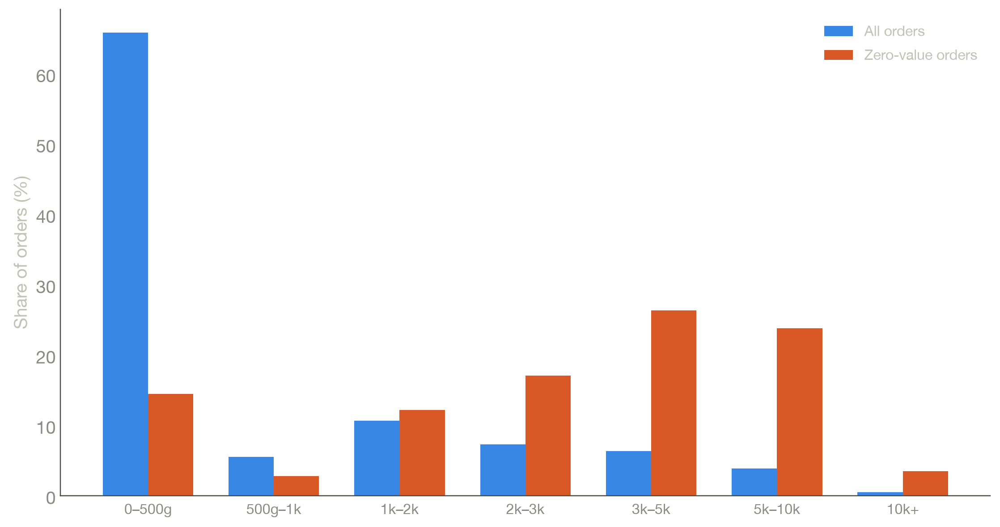 All orders
Zero-value orders
Share of orders (%)
60
50
40
30
20
10
0
0–500g
500g–1k
1k–2k
2k–3k
3k–5k
5k–10k
10k+